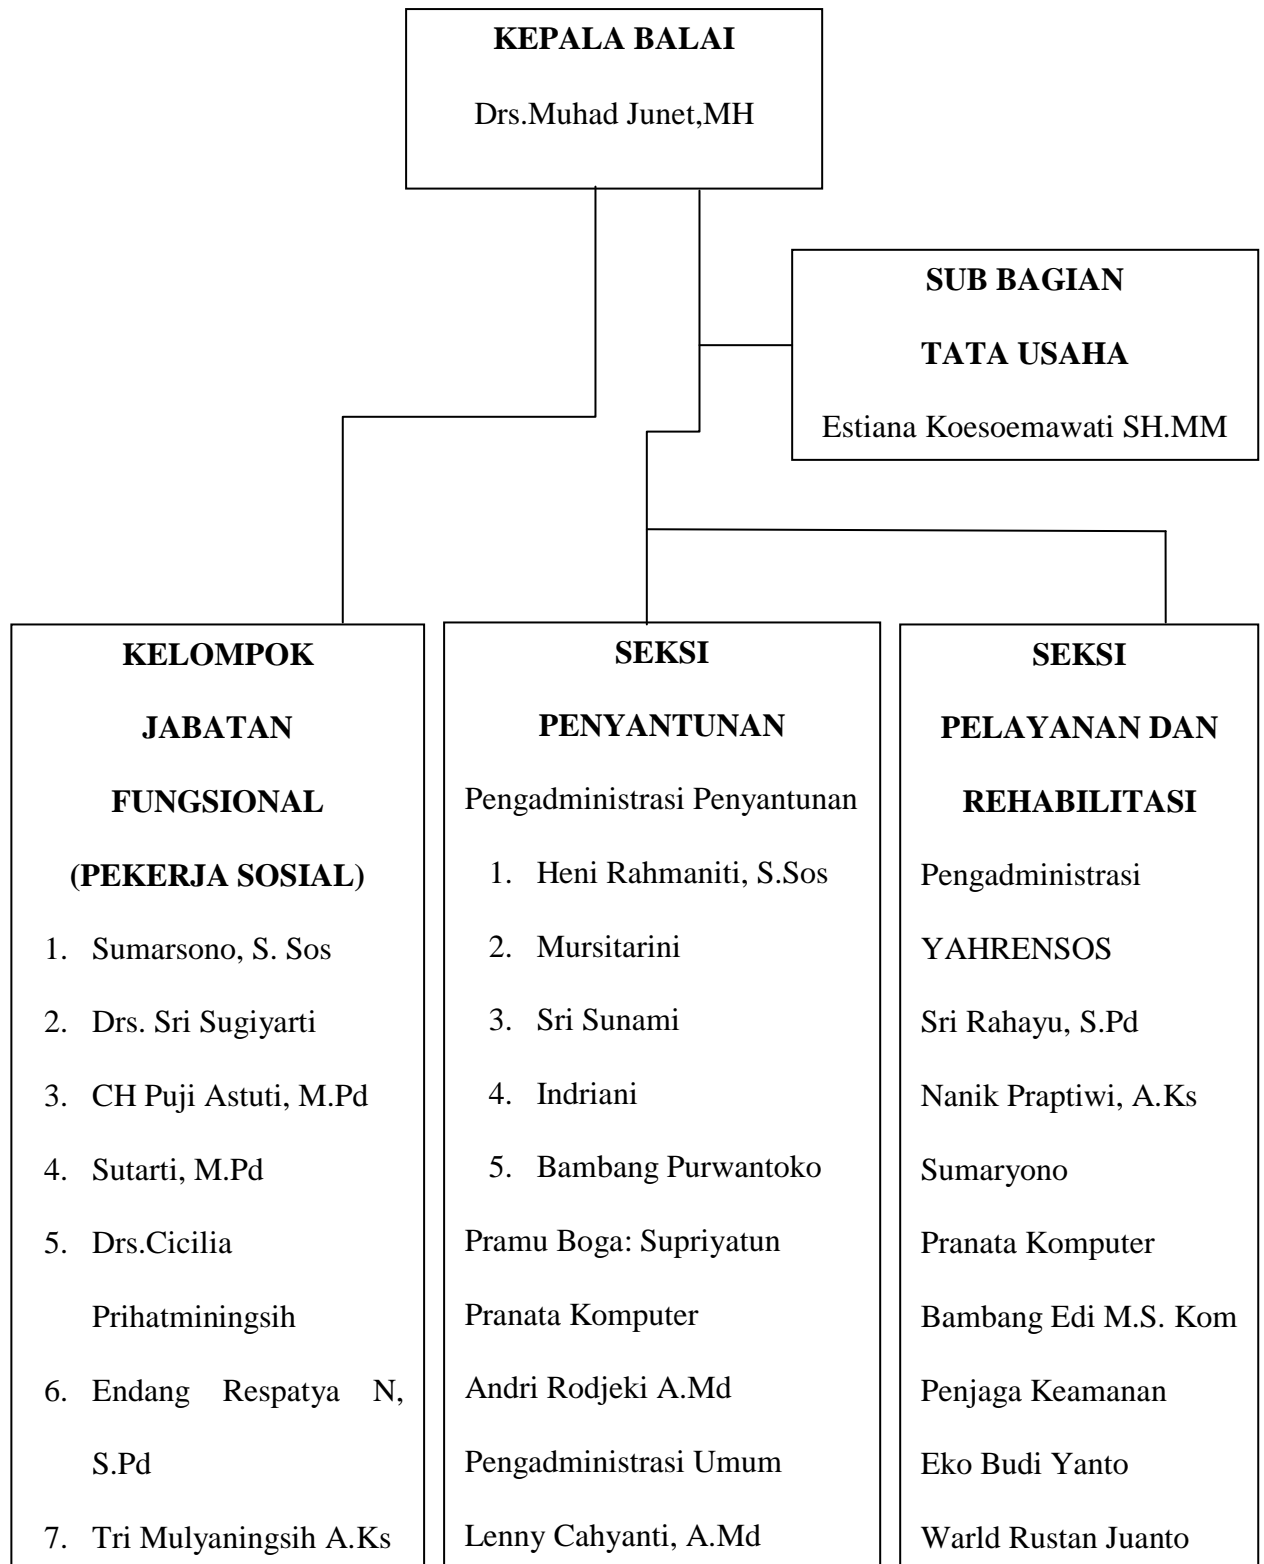 KEPALA BALAI
Drs.Muhad Junet,MH
SUB BAGIAN
TATA USAHA
Estiana Koesoemawati SH.MM
KELOMPOK
JABATAN
FUNGSIONAL
(PEKERJA SOSIAL)
1. Sumarsono, S. Sos
2. Drs. Sri Sugiyarti
3. CH Puji Astuti, M.Pd
4. Sutarti, M.Pd
5. Drs.Cicilia
Prihatminingsih
6. Endang Respatya N,
S.Pd
7. Tri Mulyaningsih A.Ks
SEKSI
PENYANTUNAN
Pengadministrasi Penyantunan
1. Heni Rahmaniti, S.Sos
2. Mursitarini
3. Sri Sunami
4. Indriani
5. Bambang Purwantoko
Pramu Boga: Supriyatun
Pranata Komputer
Andri Rodjeki A.Md
Pengadministrasi Umum
Lenny Cahyanti, A.Md
SEKSI
PELAYANAN DAN
REHABILITASI
Pengadministrasi
YAHRENSOS
Sri Rahayu, S.Pd
Nanik Praptiwi, A.Ks
Sumaryono
Pranata Komputer
Bambang Edi M.S. Kom
Penjaga Keamanan
Eko Budi Yanto
Warld Rustan Juanto